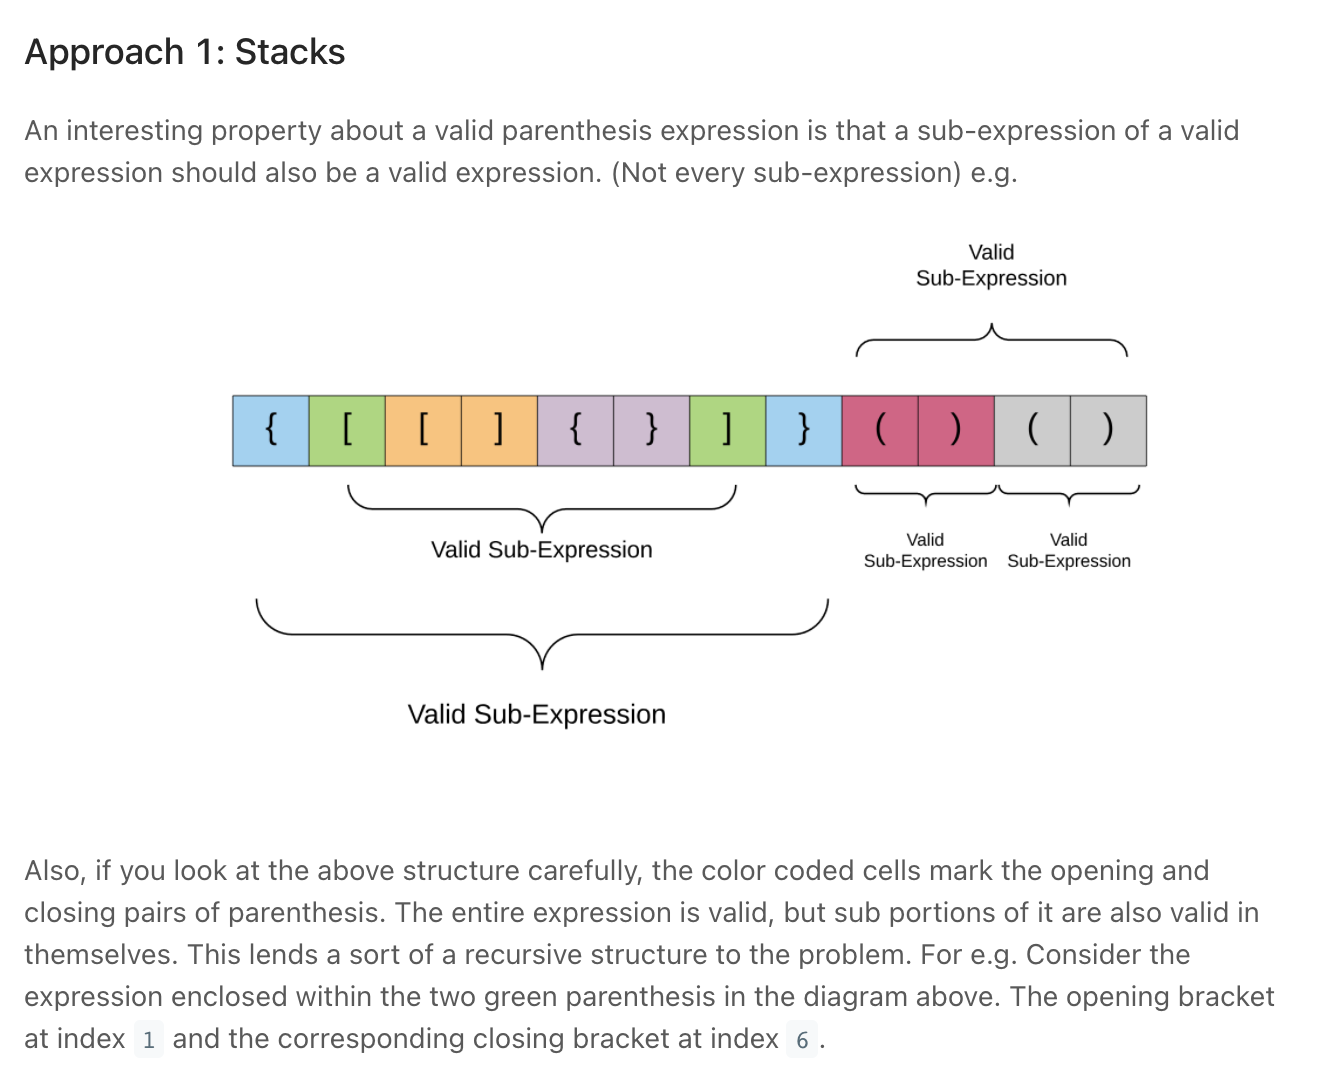 Approach 1: Stacks
An interesting property about a valid parenthesis expression is that a sub-expression of a valid
expression should also be a valid expression. (Not every sub-expression) e.g.
Valid
Sub-Expression
{ [ [ ] { } ] } ( ) ( )
Valid Sub-Expression
Valid
Sub-Expression
Valid
Sub-Expression
Valid Sub-Expression
Also, if you look at the above structure carefully, the color coded cells mark the opening and
closing pairs of parenthesis. The entire expression is valid, but sub portions of it are also valid in
themselves. This lends a sort of a recursive structure to the problem. For e.g. Consider the
expression enclosed within the two green parenthesis in the diagram above. The opening bracket
at index 1 and the corresponding closing bracket at index 6 .